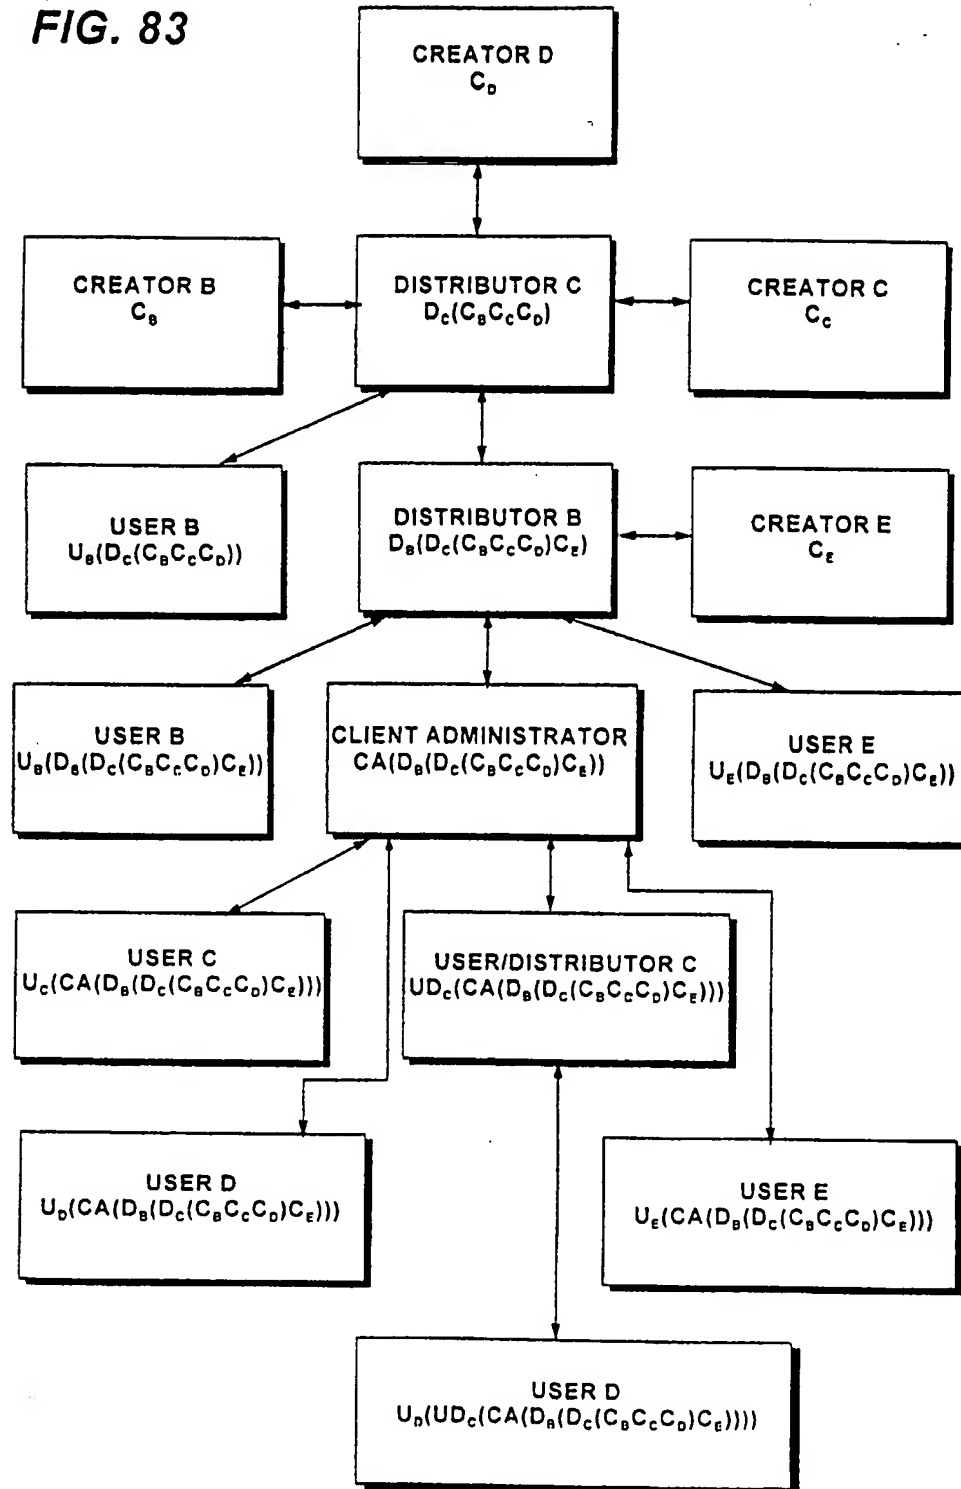 FIG. 83
CREATOR D
C_D
CREATOR B
C_B
DISTRIBUTOR C
D_C(C_BC_CC_D)
CREATOR C
C_C
USER B
U_B(D_C(C_BC_CC_D))
DISTRIBUTOR B
D_B(D_C(C_BC_CC_D)C_E)
CREATOR E
C_E
USER B
U_B(D_B(D_C(C_BC_CC_D)C_E))
CLIENT ADMINISTRATOR
CA(D_B(D_C(C_BC_CC_D)C_E))
USER E
U_E(D_B(D_C(C_BC_CC_D)C_E))
USER C
U_C(CA(D_B(D_C(C_BC_CC_D)C_E)))
USER/DISTRIBUTOR C
UD_C(CA(D_B(D_C(C_BC_CC_D)C_E)))
USER D
U_D(CA(D_B(D_C(C_BC_CC_D)C_E)))
USER E
U_E(CA(D_B(D_C(C_BC_CC_D)C_E)))
USER D
U_D(UD_C(CA(D_B(D_C(C_BC_CC_D)C_E))))